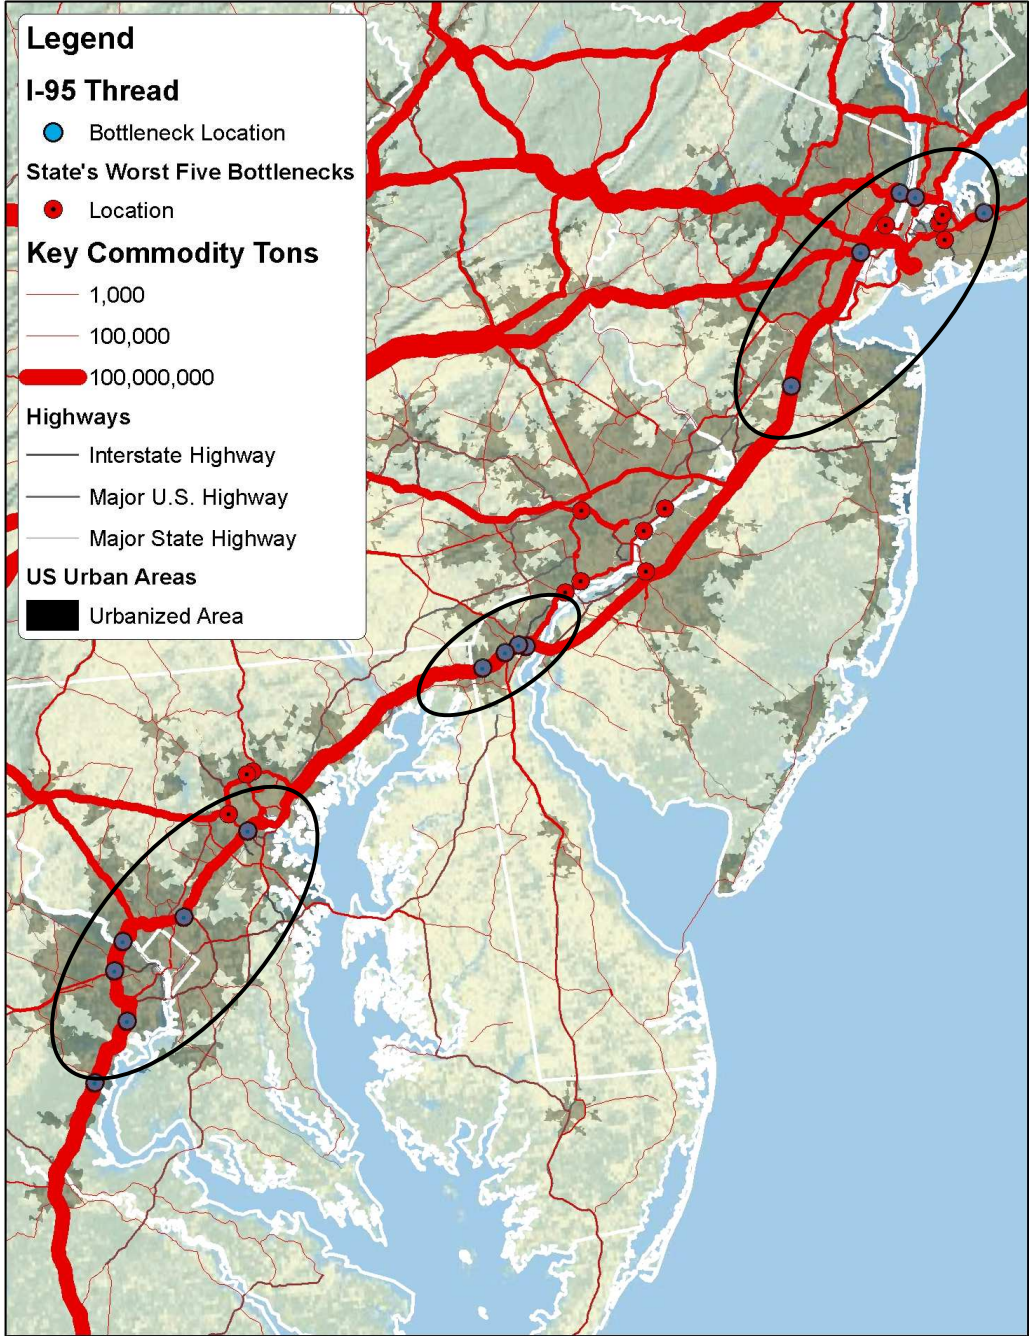 Legend
I-95 Thread
Bottleneck Location
State's Worst Five Bottlenecks
Location
Key Commodity Tons
1,000
100,000
100,000,000
Highways
Interstate Highway
Major U.S. Highway
Major State Highway
US Urban Areas
Urbanized Area